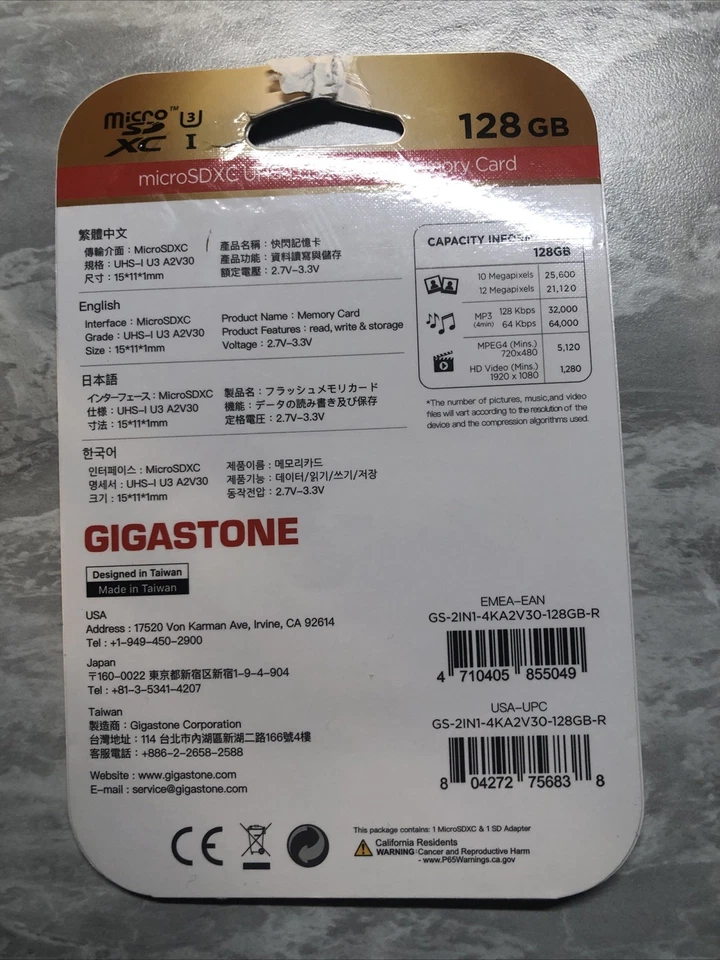 micro SD XC ™ U3 I
128 GB
microSDXC Card
繁體中文
傳輸介面：MicroSDXC 產品名稱：快閃記憶卡
規格：UHS-I U3 A2V30 產品功能：資料讀寫與儲存
尺寸：15*11*1mm 額定電壓：2.7V-3.3V
English
Interface : MicroSDXC Product Name : Memory Card
Grade : UHS-I U3 A2V30 Product Features : read, write & storage
Size : 15*11*1mm Voltage : 2.7V-3.3V
日本語
インターフェース：MicroSDXC 製品名：フラッシュメモリカード
仕様：UHS-I U3 A2V30 機能：データの読み書き及び保存
寸法：15*11*1mm 定格電圧：2.7V-3.3V
한국어
인터페이스 : MicroSDXC 제품이름 : 메모리카드
명세서 : UHS-I U3 A2V30 제품기능 : 데이터/읽기/쓰기/저장
크기 : 15*11*1mm 동작전압 : 2.7V-3.3V
CAPACITY
128GB
10 Megapixels 25,600
12 Megapixels 21,120
MP3 (4min) 128 Kbps 32,000
64 Kbps 64,000
MPEG4 (Mins.) 720x480 5,120
HD Video (Mins.) 1920 x 1080 1,280
*The number of pictures, music,and video
files will vart according to the resolution of the
device and the compression algorithms used.
GIGASTONE
Designed in Taiwan
Made in Taiwan
USA
Address : 17520 Von Karman Ave, Irvine, CA 92614
Tel : +1-949-450-2900
Japan
〒160-0022 東京都新宿区新宿1-9-4-904
Tel : +81-3-5341-4207
Taiwan
製造商：Gigastone Corporation
台灣地址：114 台北市內湖區新湖二路166號4樓
客服電話：+886-2-2658-2588
Website : www.gigastone.com
E-mail : service@gigastone.com
EMEA-EAN
GS-2IN1-4KA2V30-128GB-R
4 710405 855049
USA-UPC
GS-2IN1-4KA2V30-128GB-R
8 04272 75683 8
CE
This package contains: 1 MicroSDXC & 1 SD Adapter
California Residents
WARNING:Cancer and Reproductive Harm
- www.P65Warnings.ca.gov